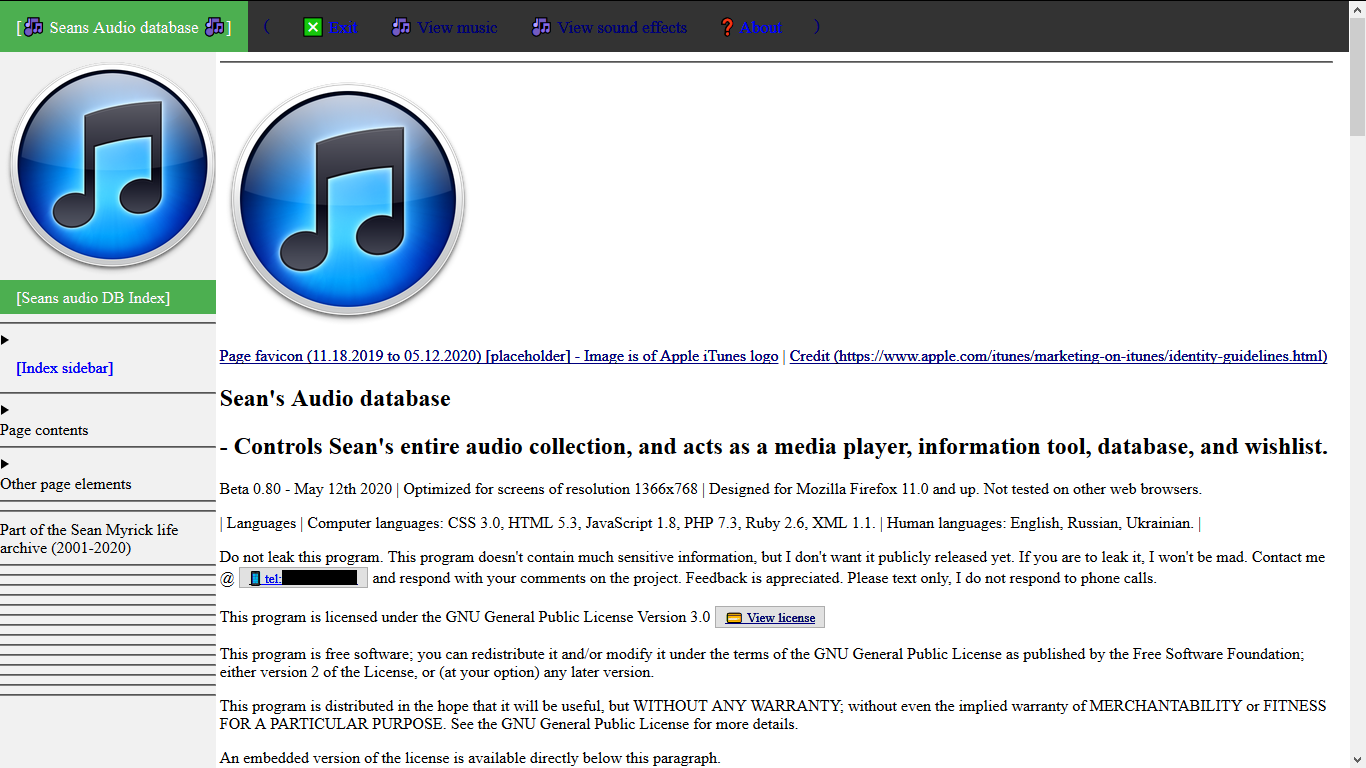 [ Seans Audio database ] ( Exit View music View sound effects About )
[Seans audio DB Index]
[Index sidebar]
Page contents
Other page elements
Part of the Sean Myrick life
archive (2001-2020)
Page favicon (11.18.2019 to 05.12.2020) [placeholder] - Image is of Apple iTunes logo | Credit (https://www.apple.com/itunes/marketing-on-itunes/identity-guidelines.html)
Sean's Audio database
- Controls Sean's entire audio collection, and acts as a media player, information tool, database, and wishlist.
Beta 0.80 - May 12th 2020 | Optimized for screens of resolution 1366x768 | Designed for Mozilla Firefox 11.0 and up. Not tested on other web browsers.
| Languages | Computer languages: CSS 3.0, HTML 5.3, JavaScript 1.8, PHP 7.3, Ruby 2.6, XML 1.1. | Human languages: English, Russian, Ukrainian. |
Do not leak this program. This program doesn't contain much sensitive information, but I don't want it publicly released yet. If you are to leak it, I won't be mad. Contact me
@ tel: and respond with your comments on the project. Feedback is appreciated. Please text only, I do not respond to phone calls.
This program is licensed under the GNU General Public License Version 3.0 View license
This program is free software; you can redistribute it and/or modify it under the terms of the GNU General Public License as published by the Free Software Foundation;
either version 2 of the License, or (at your option) any later version.
This program is distributed in the hope that it will be useful, but WITHOUT ANY WARRANTY; without even the implied warranty of MERCHANTABILITY or FITNESS
FOR A PARTICULAR PURPOSE. See the GNU General Public License for more details.
An embedded version of the license is available directly below this paragraph.